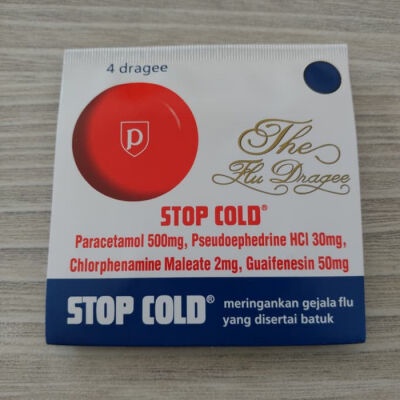 4 dragee
p
The
Flu Dragee
STOP COLD®
Paracetamol 500mg, Pseudoephedrine HCl 30mg,
Chlorphenamine Maleate 2mg, Guaifenesin 50mg
STOP COLD®
meringankan gejala flu
yang disertai batuk